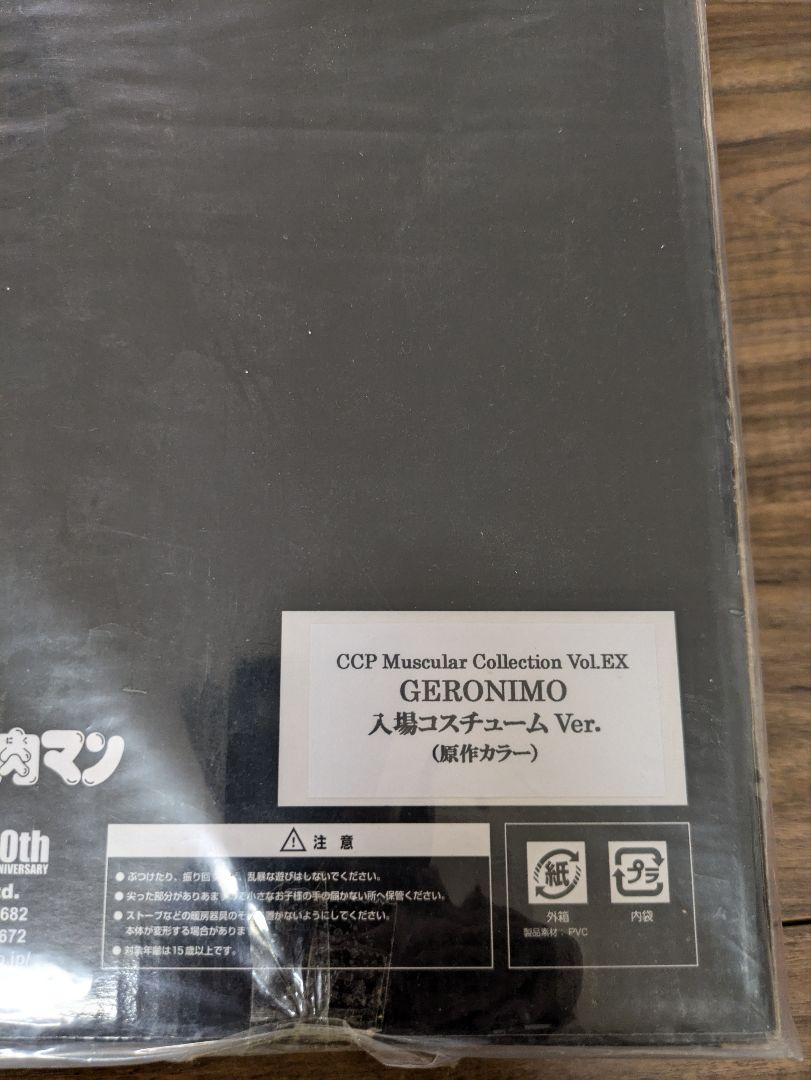 CCP Muscular Collection Vol.EX
GERONIMO
入場コスチューム Ver.
（原作カラー）
肉マン
にく
0th
NIVERSARY
td.
682
672
o.jp/
注意
● ぶつけたり、振り回 、乱暴な遊びはしないでください。
● 尖った部分がありま 小さなお子様の手の届かない所へ保管ください。
● ストーブなどの暖房器具のそ 置かないようにしてください。
本体が変形する場合がありま
● 対象年齢は15歳以上です。
紙
外箱
プラ
内袋
製品素材：PVC